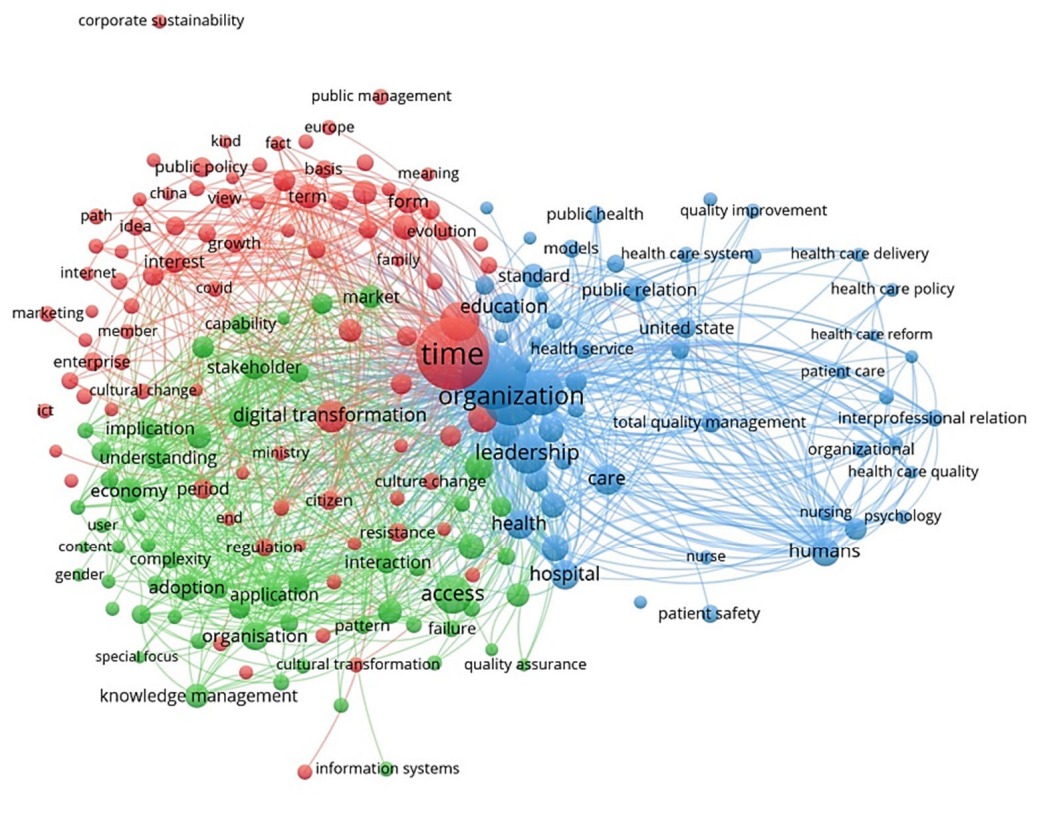 corporate sustainability
public management
europe
kind
fact
public policy
basis
meaning
china
view
term
form
path
idea
evolution
growth
family
interest
internet
covid
market
marketing
member
capability
enterprise
stakeholder
cultural change
ict
digital transformation
implication
understanding
ministry
economy
period
citizen
culture change
user
end
content
complexity
regulation
resistance
interaction
gender
adoption
application
access
organisation
pattern
failure
special focus
cultural transformation
quality assurance
knowledge management
information systems
time
organization
education
standard
models
public health
quality improvement
health care system
health care delivery
public relation
health care policy
united state
health service
health care reform
patient care
total quality management
interprofessional relation
leadership
organizational
care
health care quality
health
nursing
psychology
humans
nurse
hospital
patient safety